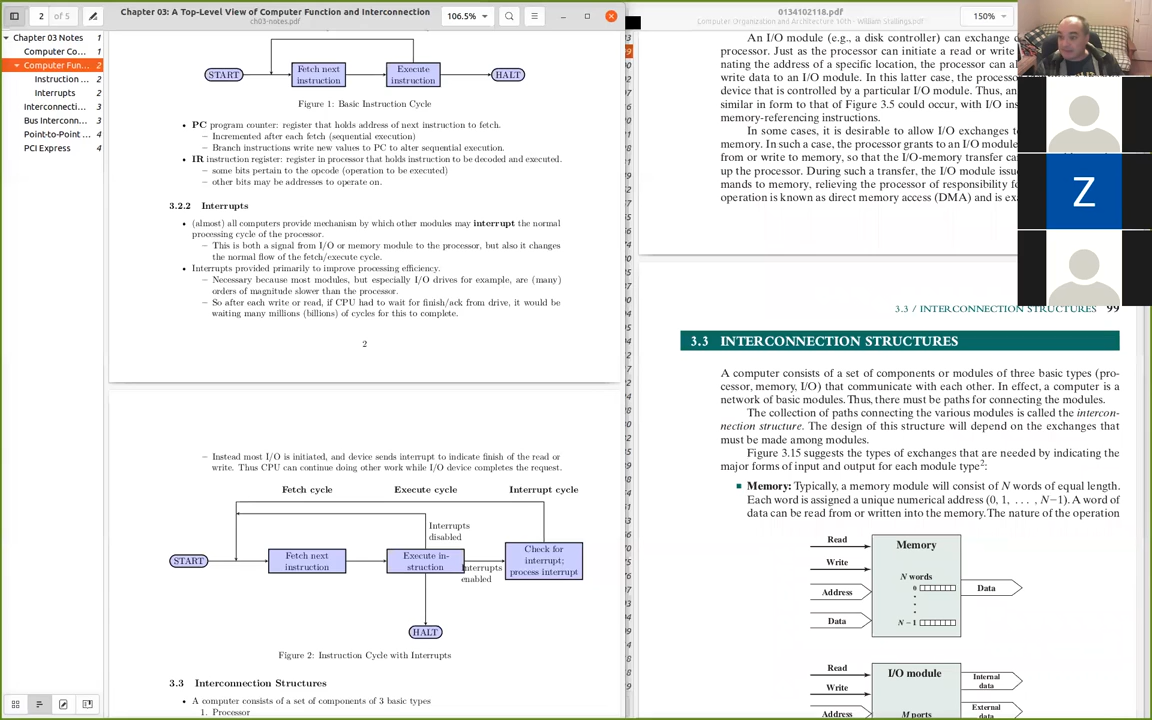 2 of 5
Chapter 03: A Top-Level View of Computer Function and Interconnection
ch03-notes.pdf
106.5%
Chapter 03 Notes 1
Computer Co... 1
Computer Fun... 2
Instruction ... 2
Interrupts 2
Interconnecti... 3
Bus Interconn... 3
Point-to-Point ... 4
PCI Express 4
START
Fetch next
instruction
Execute
instruction
HALT
Figure 1: Basic Instruction Cycle
• PC program counter: register that holds address of next instruction to fetch.
– Incremented after each fetch (sequential execution)
– Branch instructions write new values to PC to alter sequential execution.
• IR instruction register: register in processor that holds instruction to be decoded and executed.
– some bits pertain to the opcode (operation to be executed)
– other bits may be addresses to operate on.
3.2.2 Interrupts
• (almost) all computers provide mechanism by which other modules may interrupt the normal
processing cycle of the processor.
– This is both a signal from I/O or memory module to the processor, but also it changes
the normal flow of the fetch/execute cycle.
• Interrupts provided primarily to improve processing efficiency.
– Necessary because most modules, but especially I/O drives for example, are (many)
orders of magnitude slower than the processor.
– So after each write or read, if CPU had to wait for finish/ack from drive, it would be
waiting many millions (billions) of cycles for this to complete.
2
– Instead most I/O is initiated, and device sends interrupt to indicate finish of the read or
write. Thus CPU can continue doing other work while I/O device completes the request.
Fetch cycle Execute cycle Interrupt cycle
Interrupts
disabled
START
Fetch next
instruction
Execute in-
struction
Interrupts
enabled
Check for
interrupt;
process interrupt
HALT
Figure 2: Instruction Cycle with Interrupts
3.3 Interconnection Structures
• A computer consists of a set of components of 3 basic types
1. Processor
0134102118.pdf
Computer Organization and Architecture 10th - William Stallings.pdf
150%
An I/O module (e.g., a disk controller) can exchange d
processor. Just as the processor can initiate a read or write
nating the address of a specific location, the processor can al
write data to an I/O module. In this latter case, the processor
device that is controlled by a particular I/O module. Thus, an
similar in form to that of Figure 3.5 could occur, with I/O ins
memory-referencing instructions.
In some cases, it is desirable to allow I/O exchanges t
memory. In such a case, the processor grants to an I/O module
from or write to memory, so that the I/O-memory transfer ca
up the processor. During such a transfer, the I/O module issu
mands to memory, relieving the processor of responsibility fo
operation is known as direct memory access (DMA) and is exa
Z
3.3 / INTERCONNECTION STRUCTURES 99
3.3 INTERCONNECTION STRUCTURES
A computer consists of a set of components or modules of three basic types (pro-
cessor, memory, I/O) that communicate with each other. In effect, a computer is a
network of basic modules. Thus, there must be paths for connecting the modules.
The collection of paths connecting the various modules is called the intercon-
nection structure. The design of this structure will depend on the exchanges that
must be made among modules.
Figure 3.15 suggests the types of exchanges that are needed by indicating the
major forms of input and output for each module type2:
■ Memory: Typically, a memory module will consist of N words of equal length.
Each word is assigned a unique numerical address (0, 1, . . . , N−1). A word of
data can be read from or written into the memory. The nature of the operation
Read
Write
Address
Data
Memory
N words
0
N − 1
Data
Read
Write
Address
I/O module
M ports
Internal
data
External
data